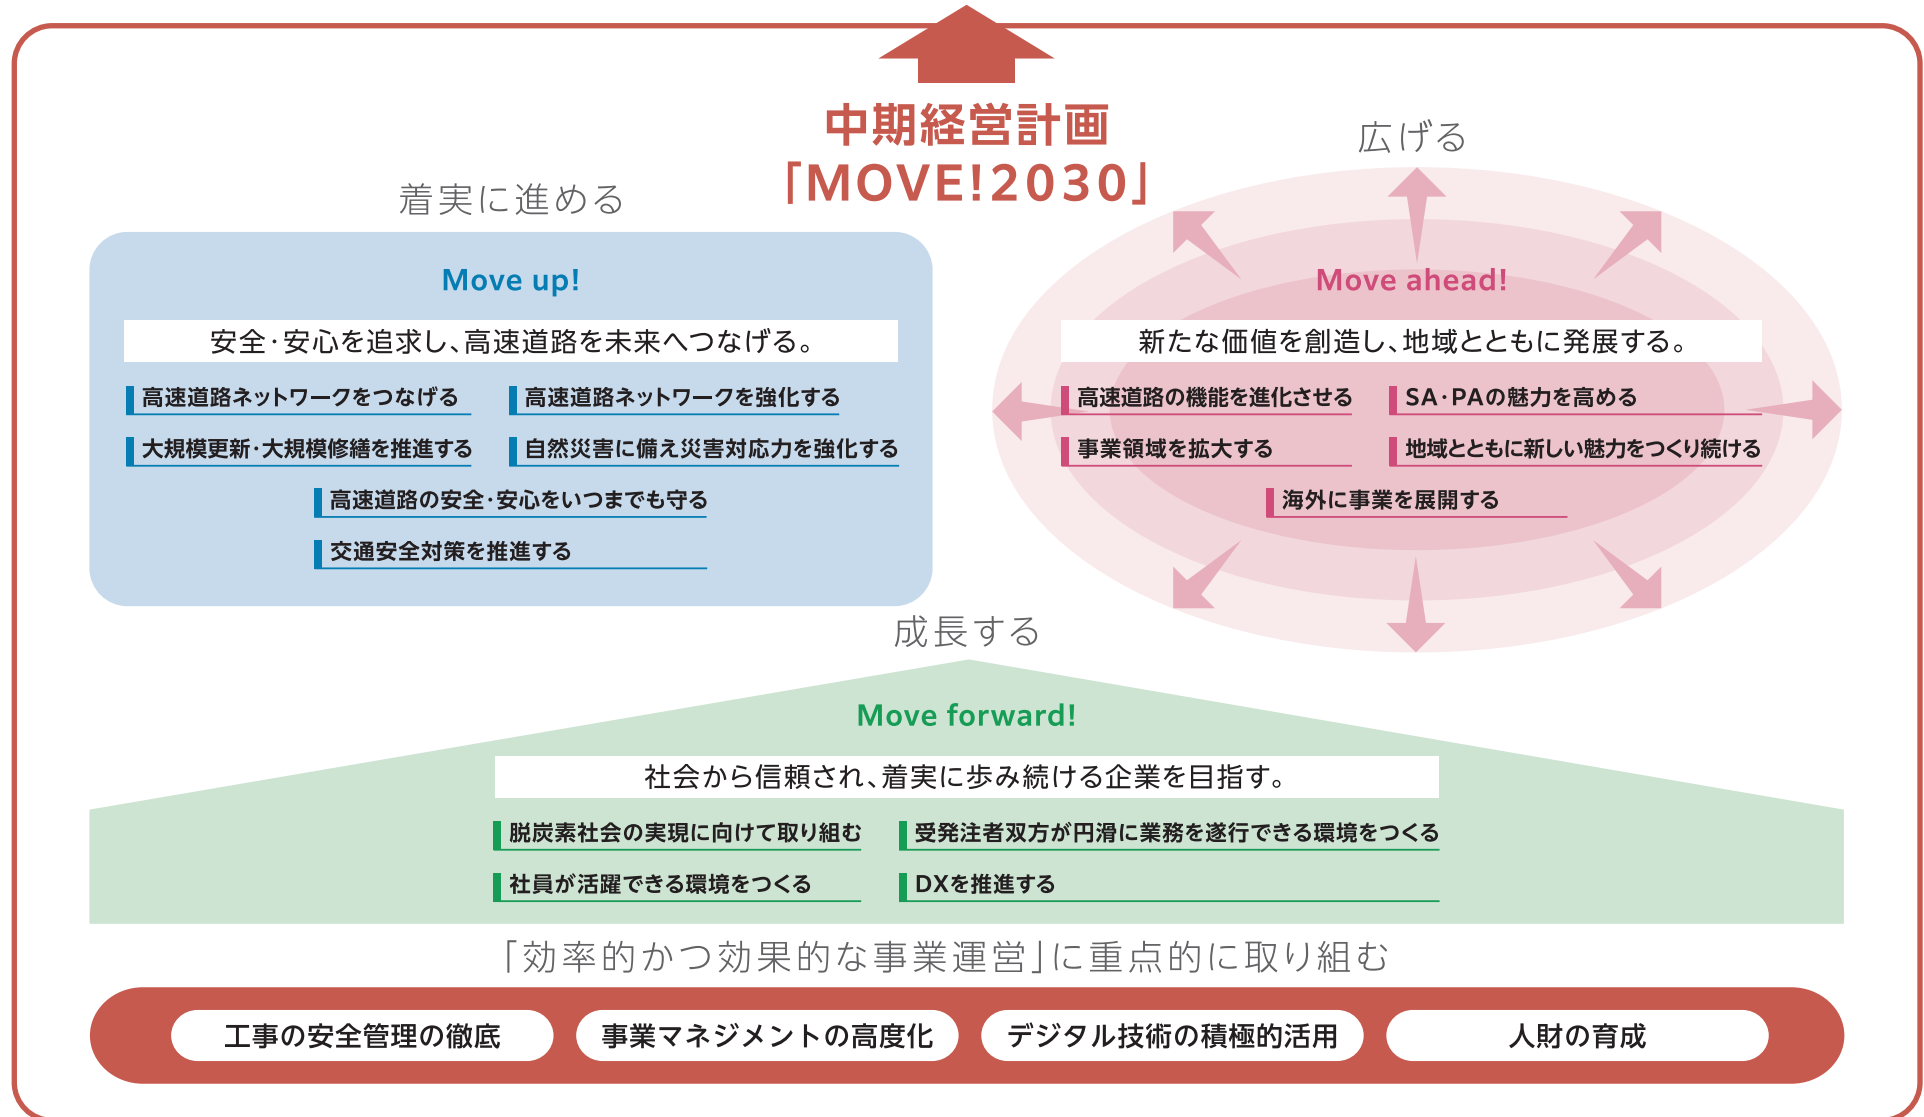 中期経営計画
「MOVE!2030」
着実に進める
Move up!
安全・安心を追求し、高速道路を未来へつなげる。
高速道路ネットワークをつなげる
高速道路ネットワークを強化する
大規模更新・大規模修繕を推進する
自然災害に備え災害対応力を強化する
高速道路の安全・安心をいつまでも守る
交通安全対策を推進する
広げる
Move ahead!
新たな価値を創造し、地域とともに発展する。
高速道路の機能を進化させる
SA・PAの魅力を高める
事業領域を拡大する
地域とともに新しい魅力をつくり続ける
海外に事業を展開する
成長する
Move forward!
社会から信頼され、着実に歩み続ける企業を目指す。
脱炭素社会の実現に向けて取り組む
受発注者双方が円滑に業務を遂行できる環境をつくる
社員が活躍できる環境をつくる
DXを推進する
「効率的かつ効果的な事業運営」に重点的に取り組む
工事の安全管理の徹底
事業マネジメントの高度化
デジタル技術の積極的活用
人財の育成